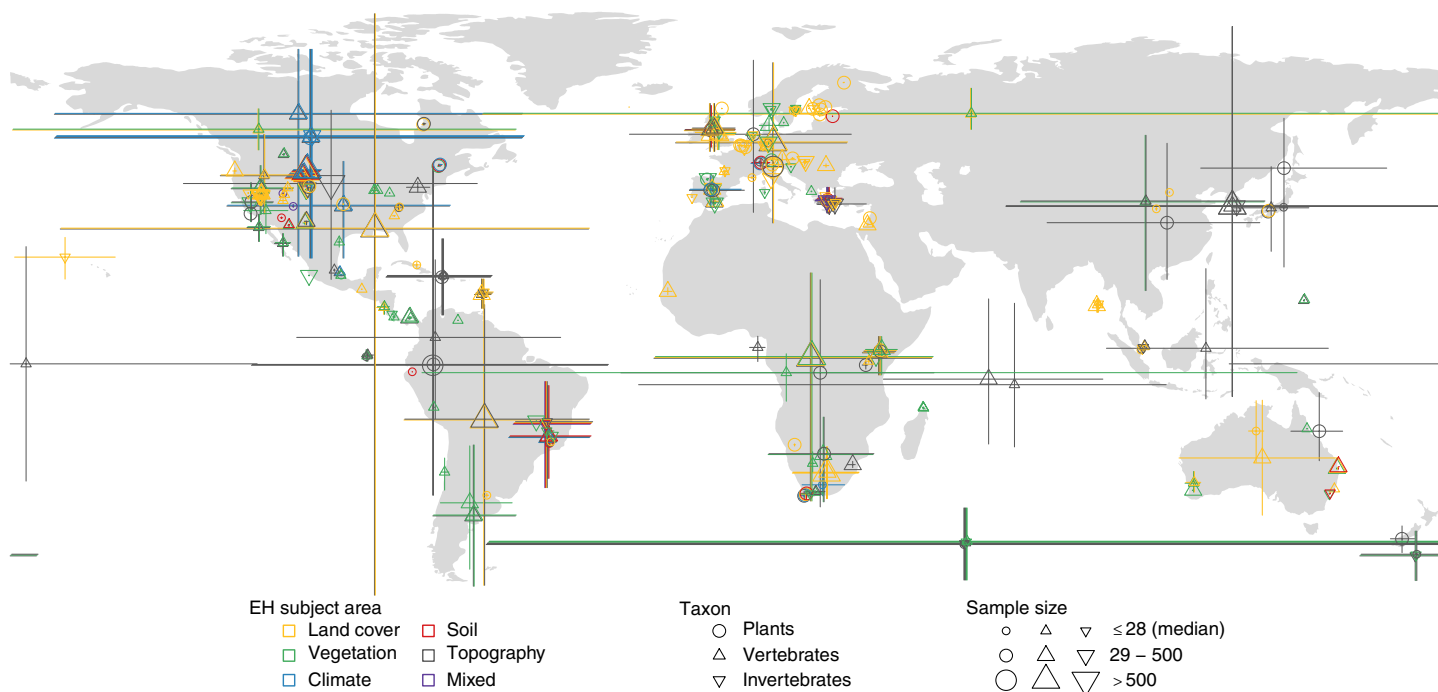 EH subject area
Land cover
Vegetation
Climate
Soil
Topography
Mixed
Taxon
Plants
Vertebrates
Invertebrates
Sample size
≤ 28 (median)
29 – 500
> 500